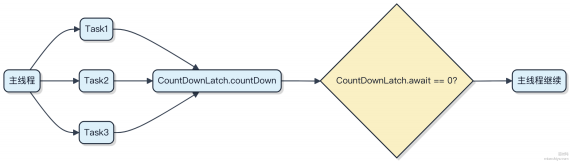 Task1
主线程
Task2
CountDownLatch.countDown
CountDownLatch.await == 0?
主线程继续
Task3